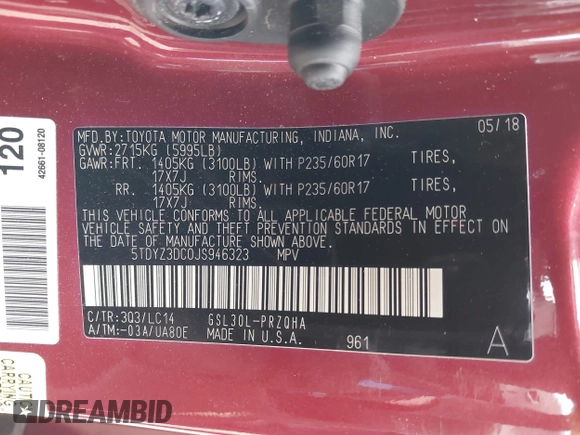 MFD.BY:TOYOTA MOTOR MANUFACTURING, INDIANA, INC. 05/18
GVWR:2715KG (5995LB)
GAWR:FRT. 1405KG (3100LB) WITH P235/60R17 TIRES,
17X7J RIMS.
RR. 1405KG (3100LB) WITH P235/60R17 TIRES,
17X7J RIMS.
THIS VEHICLE CONFORMS TO ALL APPLICABLE FEDERAL MOTOR
VEHICLE SAFETY AND THEFT PREVENTION STANDARDS IN EFFECT ON
THE DATE OF MANUFACTURE SHOWN ABOVE.
5TDYZ3DC0JS946323 MPV
C/TR:3Q3/LC14 GSL30L-PRZQHA
A/TM:-03A/UA80E MADE IN U.S.A. 961 A
120
42661-08120
CARRYING
DREAMBID